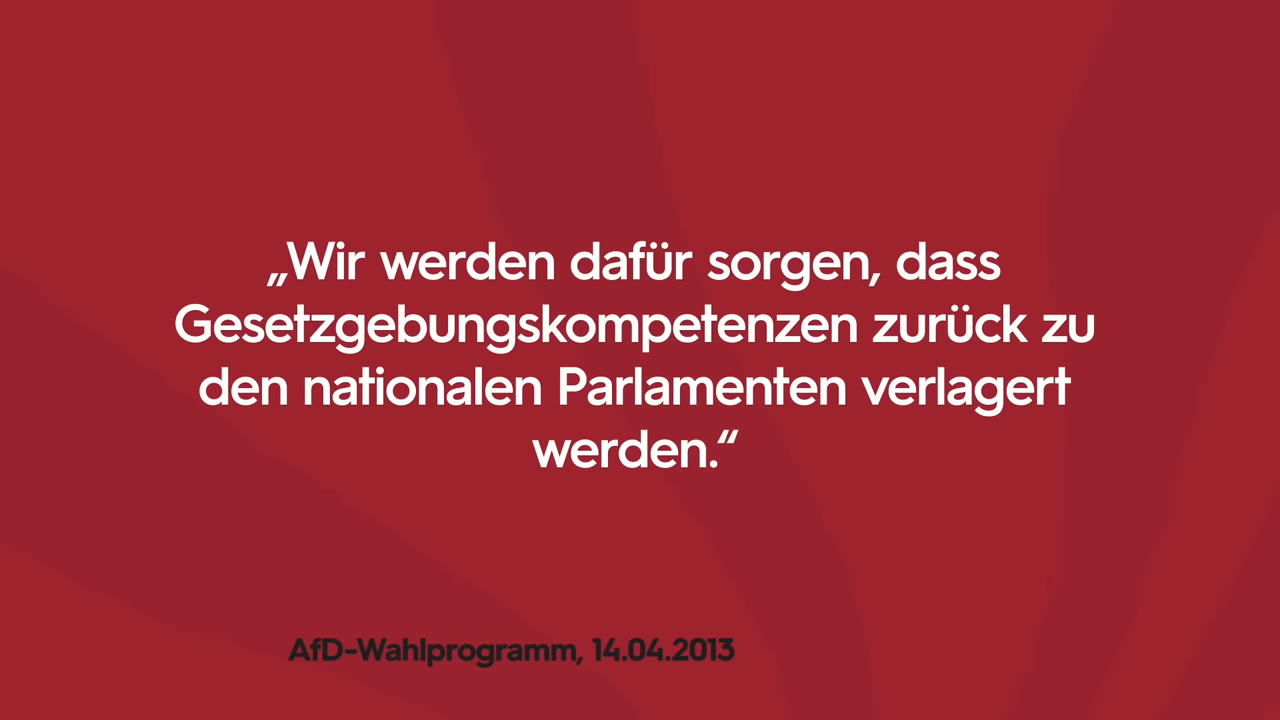 „Wir werden dafür sorgen, dass
Gesetzgebungskompetenzen zurück zu
den nationalen Parlamenten verlagert
werden.“
AfD-Wahlprogramm, 14.04.2013